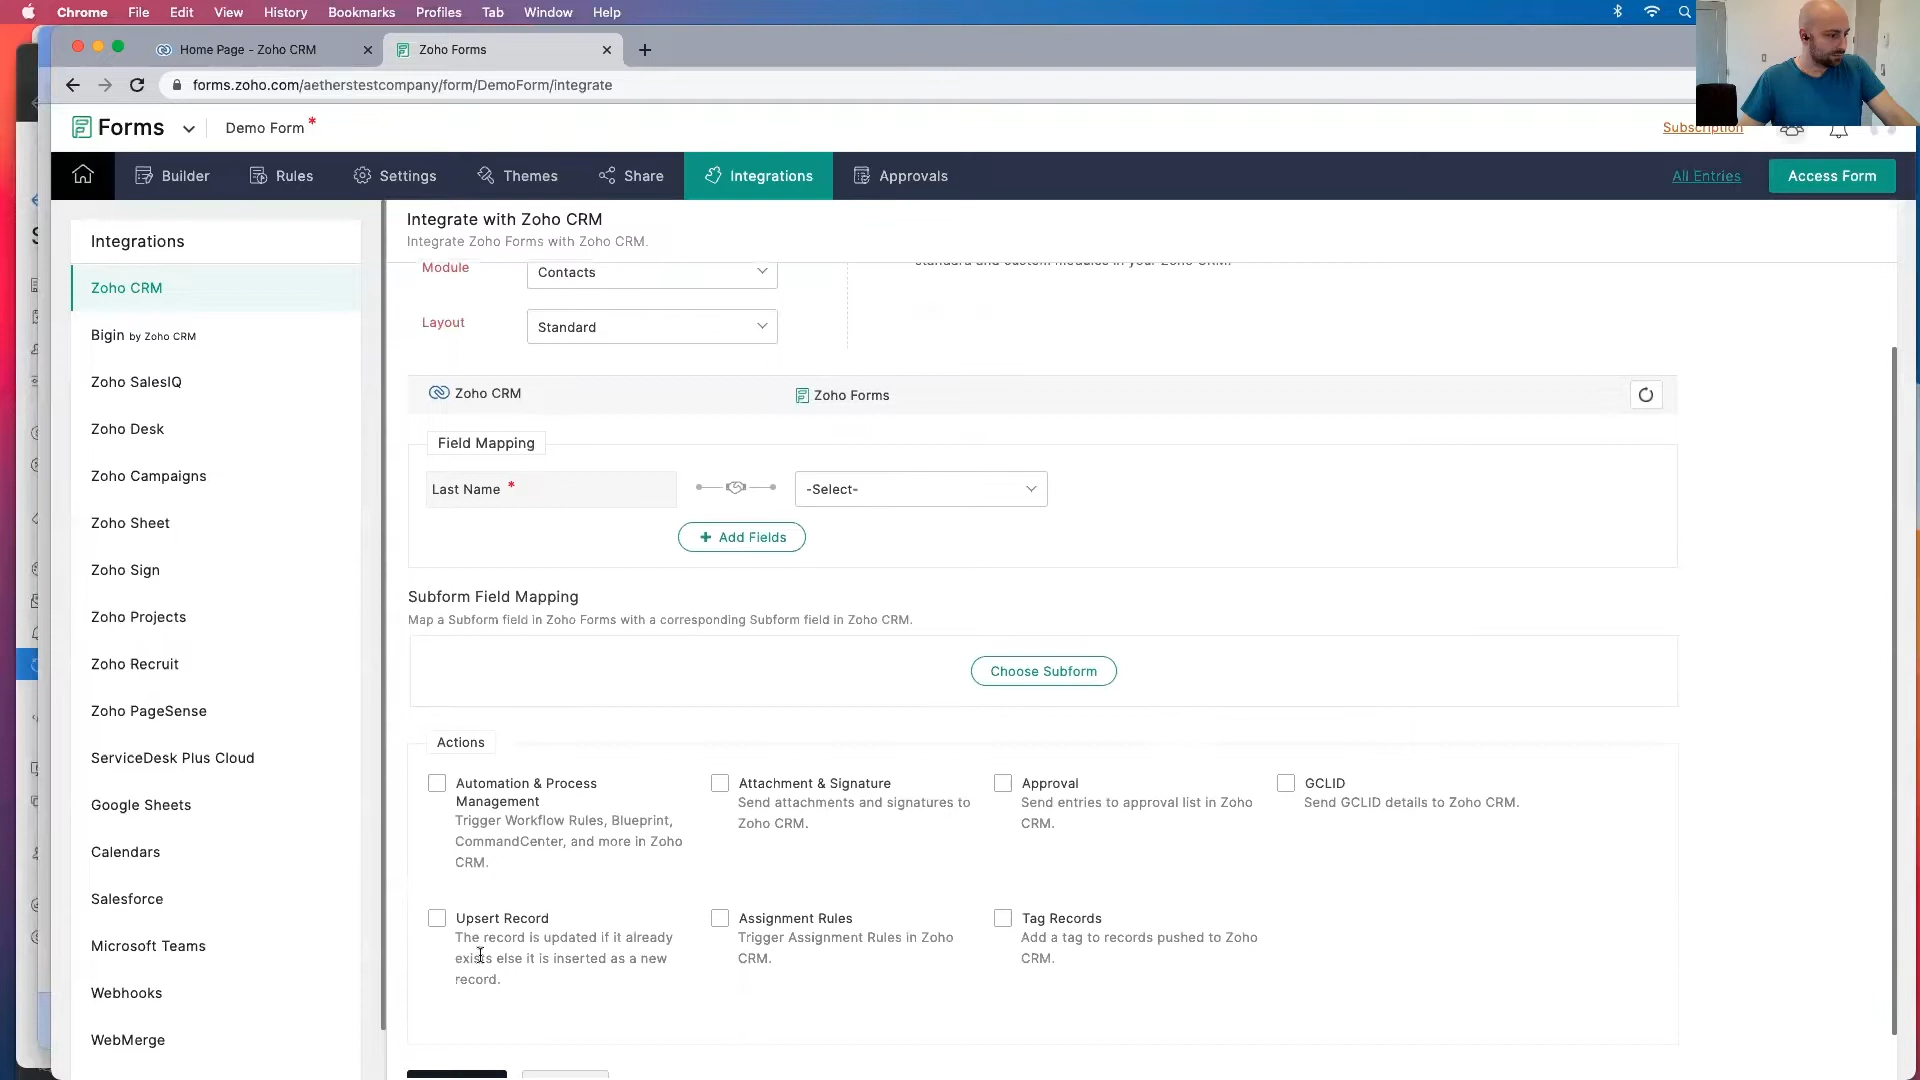 Chrome File Edit View History Bookmarks Profiles Tab Window Help
Home Page - Zoho CRM
Zoho Forms
forms.zoho.com/aetherstestcompany/form/DemoForm/integrate
Forms
Demo Form *
Subscription
Builder
Rules
Settings
Themes
Share
Integrations
Approvals
All Entries
Access Form
Integrations
Zoho CRM
Bigin by Zoho CRM
Zoho SalesIQ
Zoho Desk
Zoho Campaigns
Zoho Sheet
Zoho Sign
Zoho Projects
Zoho Recruit
Zoho PageSense
ServiceDesk Plus Cloud
Google Sheets
Calendars
Salesforce
Microsoft Teams
Webhooks
WebMerge
Integrate with Zoho CRM
Integrate Zoho Forms with Zoho CRM.
Module
Contacts
standard and custom modules in your Zoho CRM.
Layout
Standard
Zoho CRM
Zoho Forms
Field Mapping
Last Name *
-Select-
+ Add Fields
Subform Field Mapping
Map a Subform field in Zoho Forms with a corresponding Subform field in Zoho CRM.
Choose Subform
Actions
Automation & Process
Management
Trigger Workflow Rules, Blueprint,
CommandCenter, and more in Zoho
CRM.
Attachment & Signature
Send attachments and signatures to
Zoho CRM.
Approval
Send entries to approval list in Zoho
CRM.
GCLID
Send GCLID details to Zoho CRM.
Upsert Record
The record is updated if it already
exists else it is inserted as a new
record.
Assignment Rules
Trigger Assignment Rules in Zoho
CRM.
Tag Records
Add a tag to records pushed to Zoho
CRM.